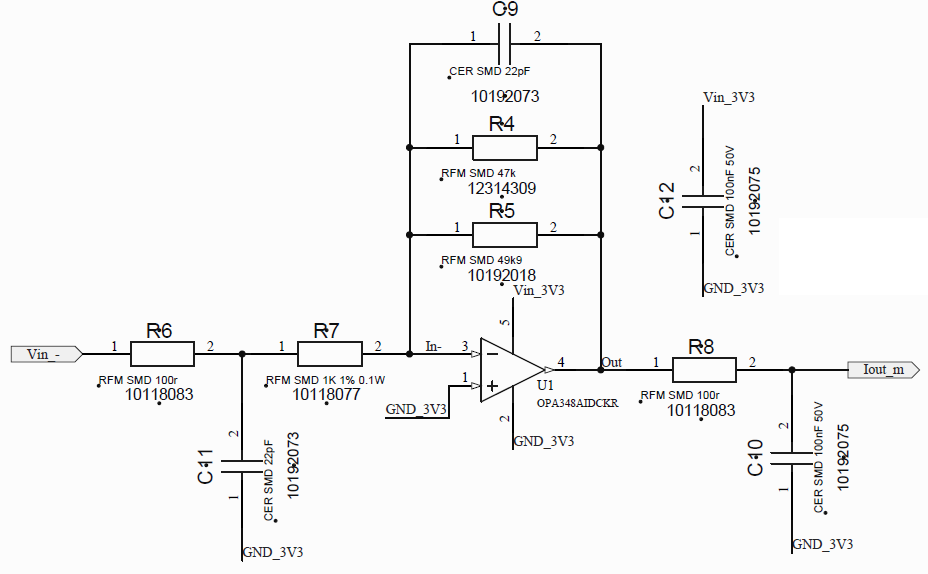 C9
1 2
CER SMD 22pF
10192073
R4
1 2
RFM SMD 47k
12314309
R5
1 2
RFM SMD 49k9
10192018
Vin_3V3
5
Vin_3V3
2
C12
CER SMD 100nF 50V
10192075
1
GND_3V3
Vin_-
R6
1 2
RFM SMD 100r
10118083
R7
1 2
RFM SMD 1K 1% 0.1W
10118077
In-
3
1
GND_3V3
4
Out
U1
OPA348AIDCKR
2
GND_3V3
R8
1 2
RFM SMD 100r
10118083
Iout_m
2
C11
CER SMD 22pF
10192073
1
GND_3V3
2
C10
CER SMD 100nF 50V
10192075
1
GND_3V3